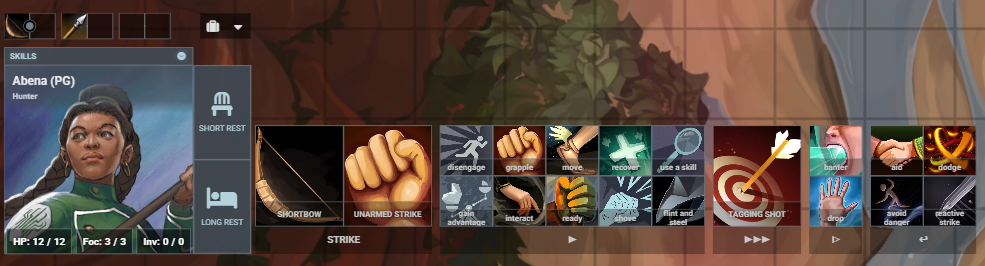 SKILLS
Abena (PG)
Hunter
HP: 12 / 12
Foc: 3 / 3
Inv: 0 / 0
SHORT REST
LONG REST
SHORTBOW
UNARMED STRIKE
STRIKE
disengage
grapple
move
recover
use a skill
gain
advantage
interact
ready
shove
flint and
steel
TAGGING SHOT
banter
drop
aid
dodge
avoid
danger
reactive
strike